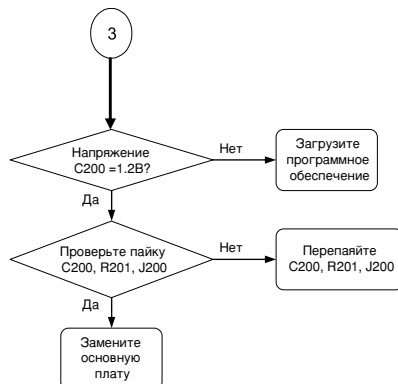 3
Напряжение
C200 =1.2В?
Нет
Загрузите
программное
обеспечение
Да
Проверьте пайку
C200, R201, J200
Нет
Перепаяйте
C200, R201, J200
Да
Замените
основную
плату